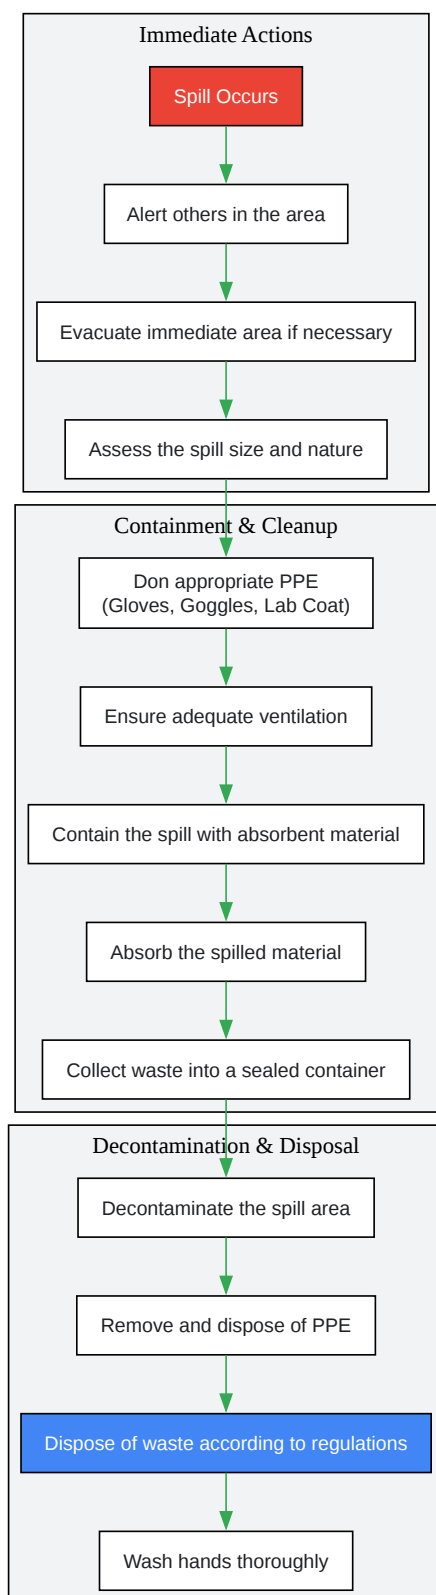 Immediate Actions
Spill Occurs
Alert others in the area
Evacuate immediate area if necessary
Assess the spill size and nature
Containment & Cleanup
Don appropriate PPE
(Gloves, Goggles, Lab Coat)
Ensure adequate ventilation
Contain the spill with absorbent material
Absorb the spilled material
Collect waste into a sealed container
Decontamination & Disposal
Decontaminate the spill area
Remove and dispose of PPE
Dispose of waste according to regulations
Wash hands thoroughly